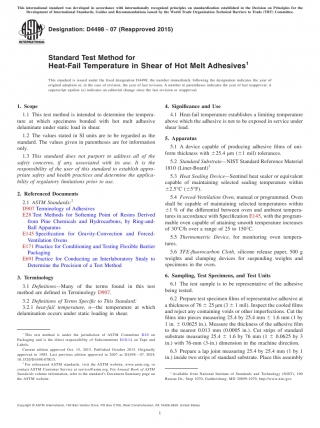 This international standard was developed in accordance with internationally recognized principles on standardization established in the Decision on Principles for the
Development of International Standards, Guides and Recommendations issued by the World Trade Organization Technical Barriers to Trade (TBT) Committee.
Designation: D4498 − 07 (Reapproved 2015)
Standard Test Method for
Heat-Fail Temperature in Shear of Hot Melt Adhesives1
This standard is issued under the fixed designation D4498; the number immediately following the designation indicates the year of
original adoption or, in the case of revision, the year of last revision. A number in parentheses indicates the year of last reapproval. A
superscript epsilon (ε) indicates an editorial change since the last revision or reapproval.
1. Scope
1.1 This test method is intended to determine the tempera-
ture at which specimens bonded with hot melt adhesive
delaminate under static load in shear.
1.2 The values stated in SI units are to be regarded as the
standard. The values given in parentheses are for information
only.
1.3 This standard does not purport to address all of the
safety concerns, if any, associated with its use. It is the
responsibility of the user of this standard to establish appro-
priate safety and health practices and determine the applica-
bility of regulatory limitations prior to use.
2. Referenced Documents
2.1 ASTM Standards:2
D907 Terminology of Adhesives
E28 Test Methods for Softening Point of Resins Derived
from Pine Chemicals and Hydrocarbons, by Ring-and-
Ball Apparatus
E145 Specification for Gravity-Convection and Forced-
Ventilation Ovens
E171 Practice for Conditioning and Testing Flexible Barrier
Packaging
E691 Practice for Conducting an Interlaboratory Study to
Determine the Precision of a Test Method
3. Terminology
3.1 Definitions—Many of the terms found in this test
method are defined in Terminology D907.
3.2 Definitions of Terms Specific to This Standard:
3.2.1 heat-fail temperature, n—the temperature at which
delamination occurs under static loading in shear.
1 This test method is under the jurisdiction of ASTM Committee
Packaging and is the direct responsibility of Subcommittee on Tape and
Labels.
Current edition approved Oct. 2015. Published October 2015. Originally
approved in 1985. Last previous edition approved in 2007 as D4498 – 07. DOI:
2 For referenced ASTM standards, visit the ASTM website, www.astm.org, or
contact ASTM Customer Service at service@astm.org. For Annual Book of ASTM
Standards volume information, refer to the standard's Document Summary page on
the ASTM website.
4. Significance and Use
4.1 Heat-fail temperature establishes a limiting temperature
above which the adhesive is not to be exposed in service under
shear load.
5. Apparatus
5.1 A device capable of producing adhesive films of uni-
form thickness with ±25.4 μm (±1 mil) tolerances.
5.2 Standard Substrate—NIST Standard Reference Material
1810 (Liner-Board)3
5.3 Heat Sealing Device—Sentinel heat sealer or equivalent
capable of maintaining selected sealing temperature within
±2.5°C (±5°F).
5.4 Forced Ventilation Oven, manual or programmed. Oven
shall be capable of maintaining selected temperatures within
±1 % of the differential between oven and ambient tempera-
tures in accordance with Specification E145, with the program-
mable oven capable of attaining smooth temperature increases
of 30°C/h over a range of 25 to 150°C.
5.5 Thermometric Device, for monitoring oven tempera-
tures.
5.6 TFE-fluorocarbon Cloth, silicone release paper, 500 g
weights and clamping devices for suspending weights and
specimens in the oven.
6. Sampling, Test Specimens, and Test Units
6.1 The test sample is to be representative of the adhesive
being tested.
6.2 Prepare test specimens films of representative adhesive at
a thickness of 76 ± 25 μm (3 ± 1 mil). Inspect the cooled films
and reject any containing voids or other imperfections. Cut the
films into pieces measuring 25.4 by 25.4 mm ± 1.6 mm (1 by
1 in. ± 0.0625 in.). Measure the thickness of the adhesive film
to the nearest 0.013 mm (0.0005 in.). Cut strips of standard
substrate measuring 25.4 ± 1.6 by 76 mm (1 ± 0.0625 by 3
in.) with 76-mm (3-in.) dimension in the machine direction.
6.3 Prepare a lap joint measuring 25.4 by 25.4 mm (1 by 1
in.) inside two strips of standard substrate. Place this assembly
3 Available from National Institute of Standards and Technology (NIST), 100
Bureau Dr., Stop 1070, Gaithersburg, MD 20899-1070, http://www.nist.gov.
Copyright © ASTM International, 100 Barr Harbor Drive, PO Box C700, West Conshohocken, PA 19428-2959. United States
1